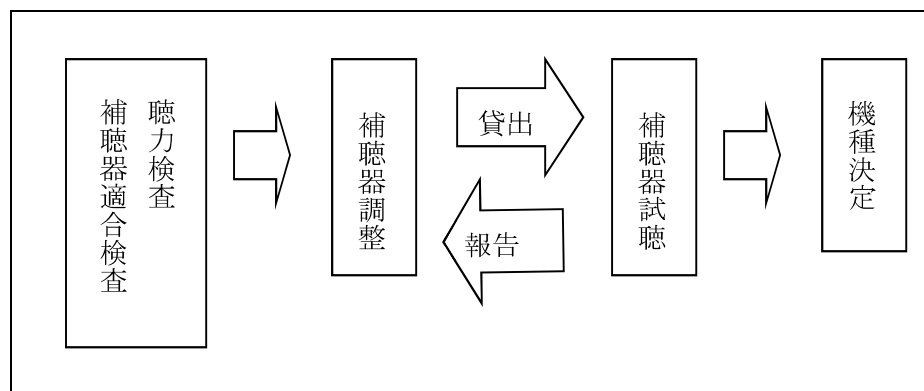 聴力検査
補聴器適合検査
補聴器調整
貸出
報告
補聴器試聴
機種決定